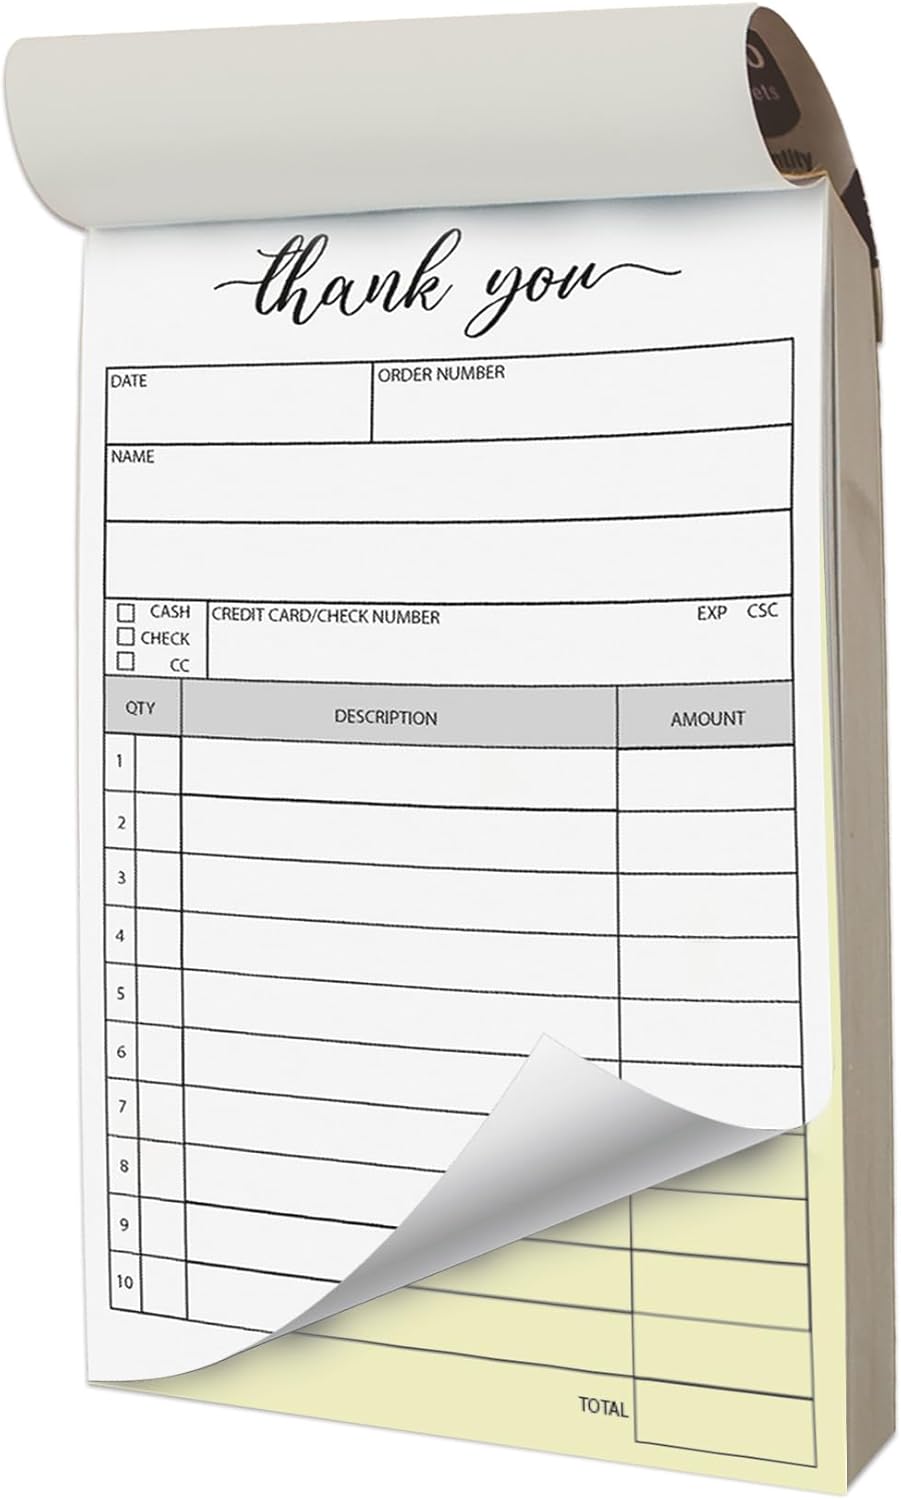 thank you
DATE ORDER NUMBER
NAME
CASH CREDIT CARD/CHECK NUMBER EXP CSC
CHECK
CC
QTY DESCRIPTION AMOUNT
1
2
3
4
5
6
7
8
9
10
TOTAL